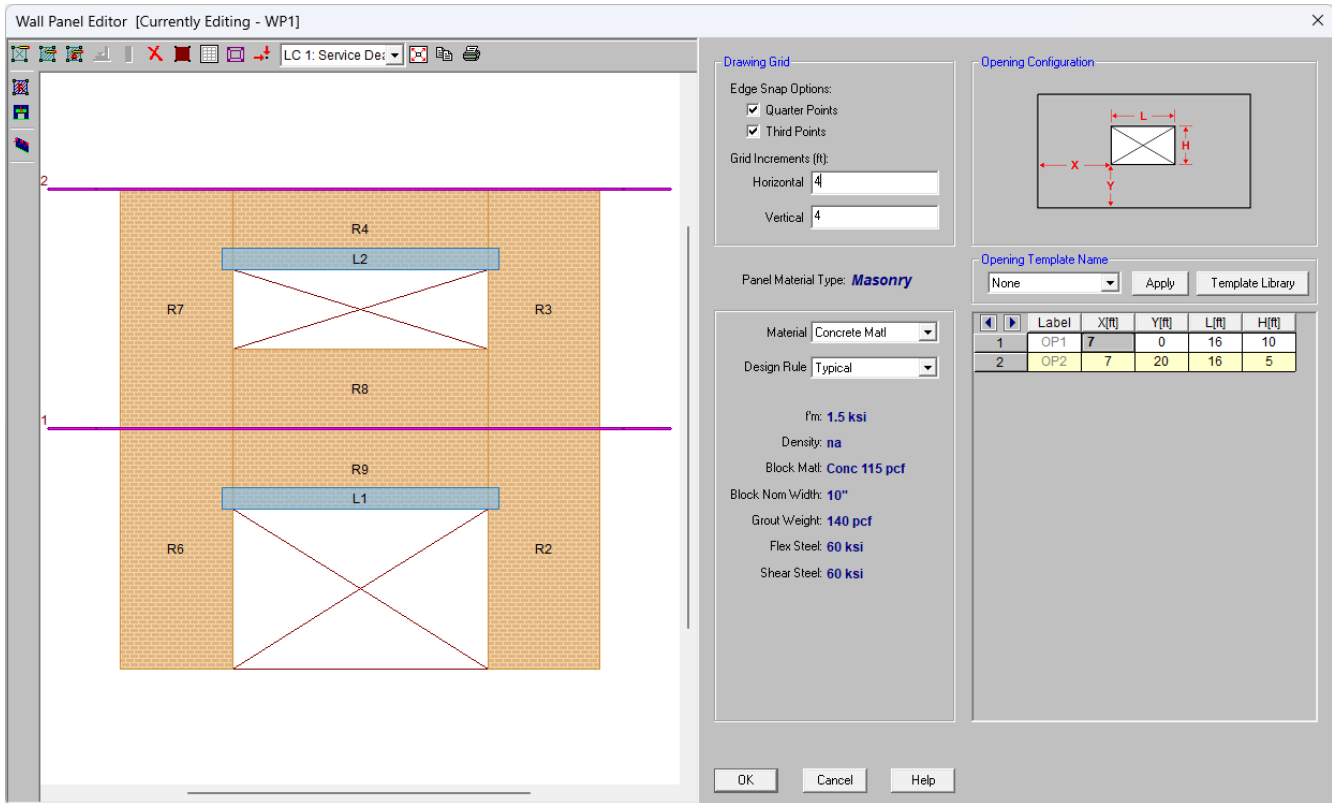 Wall Panel Editor [Currently Editing - WP1]
LC 1: Service Dea
2
R4
L2
R7
R3
R8
1
R9
L1
R6
R2
Drawing Grid
Edge Snap Options:
Quarter Points
Third Points
Grid Increments (ft):
Horizontal 4
Vertical 4
Panel Material Type: Masonry
Material Concrete Matl
Design Rule Typical
f'm: 1.5 ksi
Density: na
Block Matl: Conc 115 pcf
Block Nom Width: 10"
Grout Weight: 140 pcf
Flex Steel: 60 ksi
Shear Steel: 60 ksi
Opening Configuration
L
H
X
Y
Opening Template Name
None Apply Template Library
Label X[ft] Y[ft] L[ft] H[ft]
1 OP1 7 0 16 10
2 OP2 7 20 16 5
OK Cancel Help